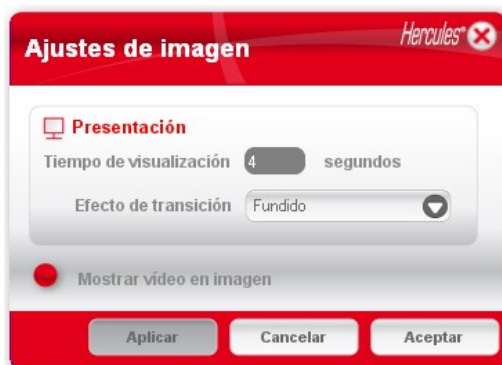 Hercules®
Ajustes de imagen
Presentación
Tiempo de visualización 4 segundos
Efecto de transición Fundido
Mostrar vídeo en imagen
Aplicar Cancelar Aceptar